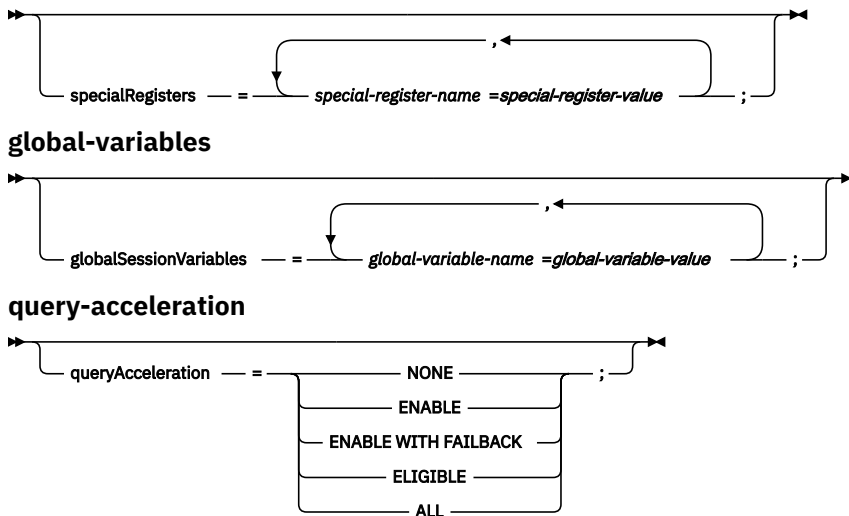 ,
specialRegisters = special-register-name =special-register-value ;
global-variables
,
globalSessionVariables = global-variable-name =global-variable-value ;
query-acceleration
queryAcceleration = NONE ;
ENABLE
ENABLE WITH FAILBACK
ELIGIBLE
ALL